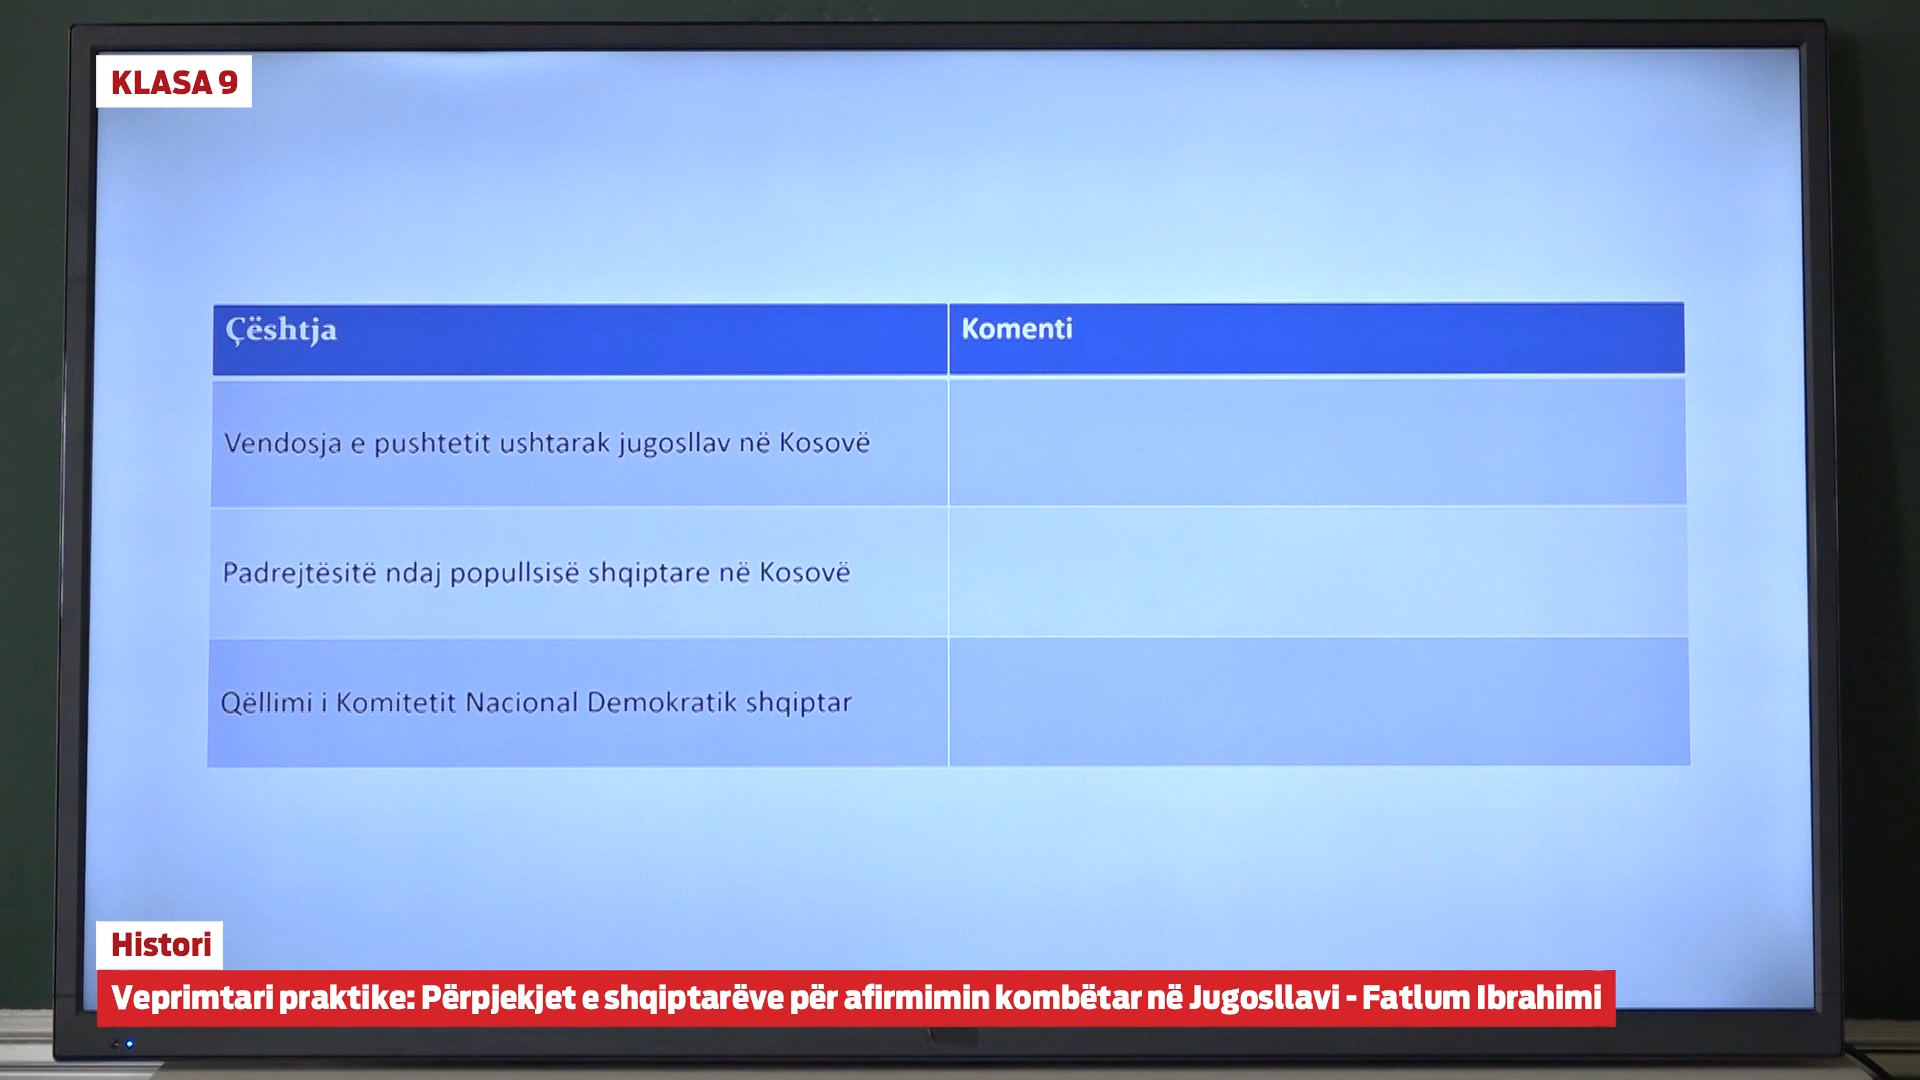 KLASA 9
Çështja
Komenti
Vendosja e pushtetit ushtarak jugosllav në Kosovë
Padrejtësitë ndaj popullsisë shqiptare në Kosovë
Qëllimi i Komitetit Nacional Demokratik shqiptar
Histori
Veprimtari praktike: Përpjekjet e shqiptarëve për afirmimin kombëtar në Jugosllavi - Fatlum Ibrahimi